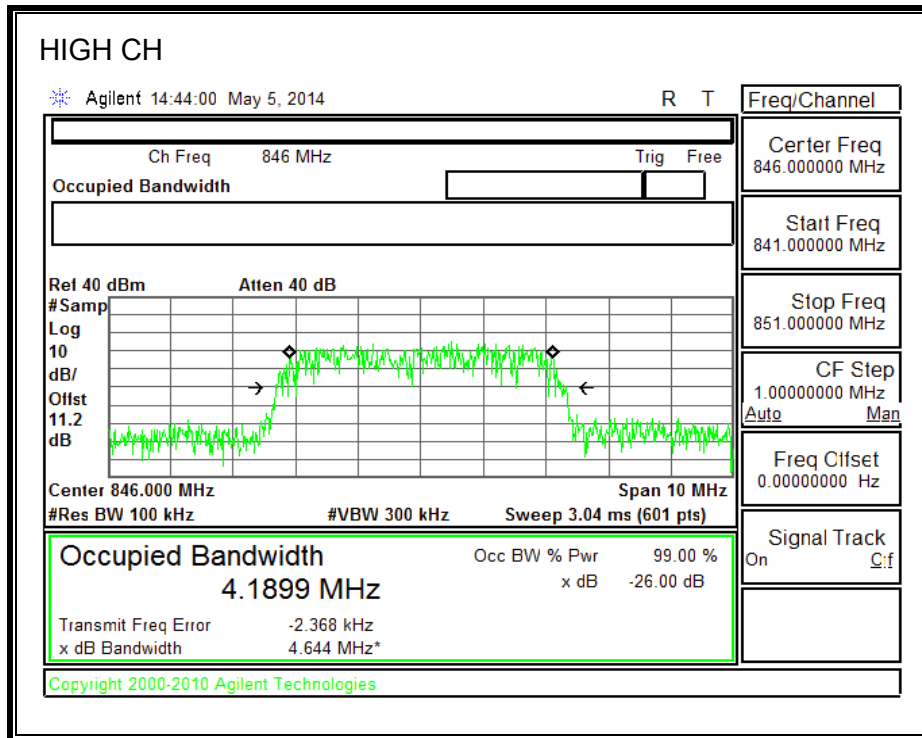 HIGH CH
Agilent 14:44:00 May 5, 2014 R T
Freq/Channel
Ch Freq 846 MHz Trig Free
Occupied Bandwidth
Center Freq
846.000000 MHz
Start Freq
841.000000 MHz
Stop Freq
851.000000 MHz
CF Step
1.00000000 MHz
Auto Man
Freq Offset
0.00000000 Hz
Signal Track
On Off
Ref 40 dBm Atten 40 dB
#Samp
Log
10
dB/
Offst
11.2
dB
Center 846.000 MHz Span 10 MHz
#Res BW 100 kHz #VBW 300 kHz Sweep 3.04 ms (601 pts)
Occupied Bandwidth
4.1899 MHz
Occ BW % Pwr 99.00 %
x dB -26.00 dB
Transmit Freq Error -2.368 kHz
x dB Bandwidth 4.644 MHz*
Copyright 2000-2010 Agilent Technologies